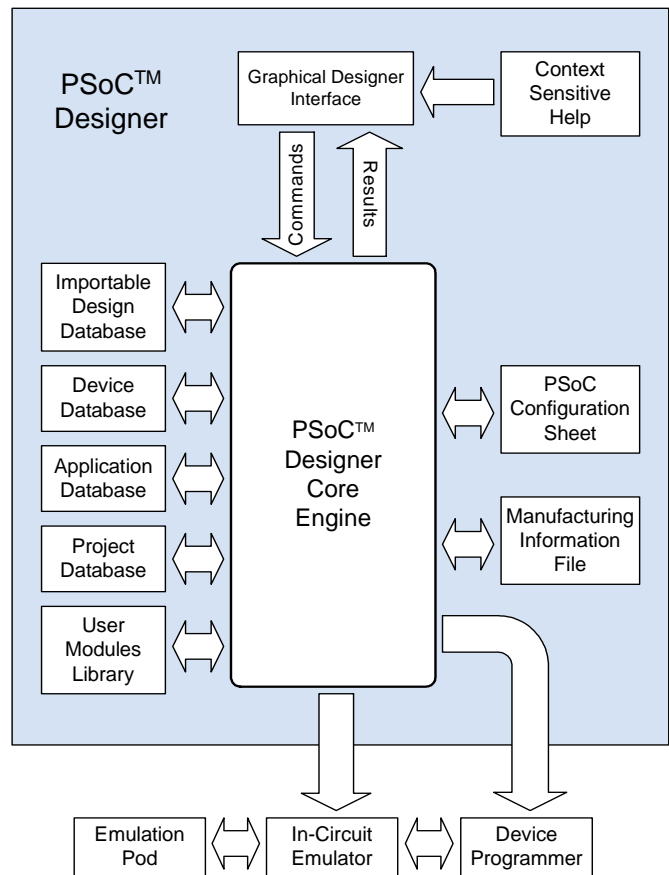 PSoC™
Designer
Graphical Designer
Interface
Context
Sensitive
Help
Commands
Results
Importable
Design
Database
Device
Database
Application
Database
Project
Database
User
Modules
Library
PSoC™
Designer
Core
Engine
PSoC
Configuration
Sheet
Manufacturing
Information
File
Emulation
Pod
In-Circuit
Emulator
Device
Programmer